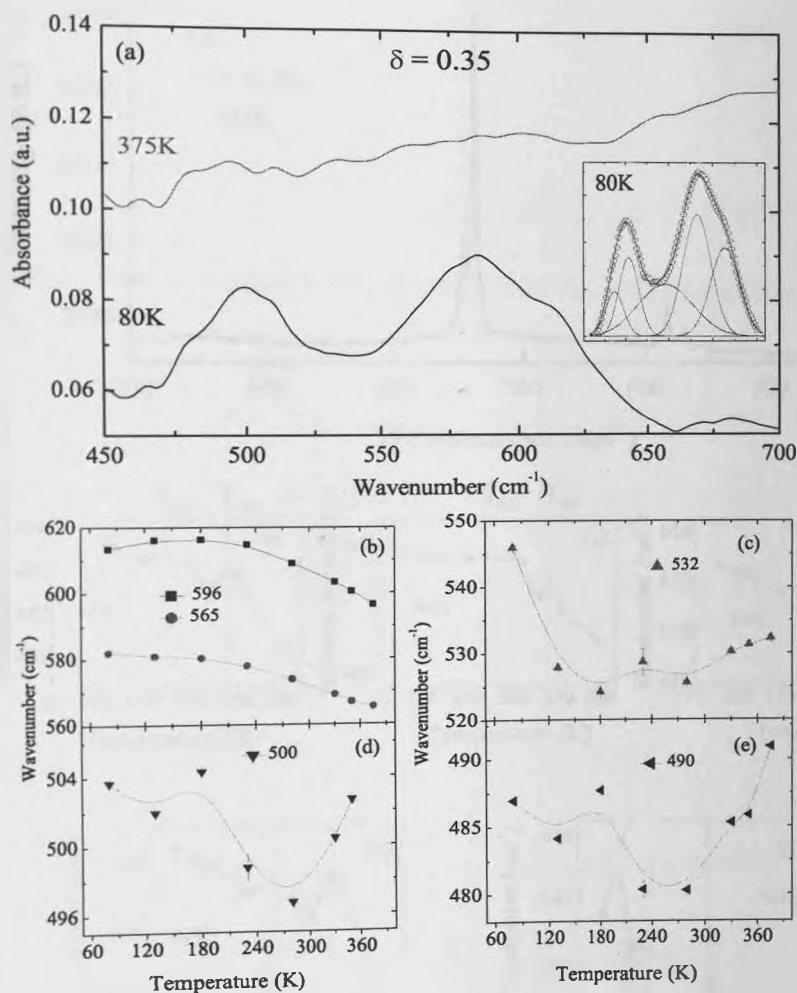 (a)
δ = 0.35
0.14
0.12
0.10
0.08
0.06
Absorbance (a.u.)
375K
80K
80K
450 500 550 600 650 700
Wavenumber (cm⁻¹)
(b)
596
565
620
600
580
560
Wavenumber (cm⁻¹)
(c)
532
550
540
530
520
Wavenumber (cm⁻¹)
(d)
500
504
500
496
60 120 180 240 300 360
Temperature (K)
(e)
490
490
485
480
60 120 180 240 300 360
Temperature (K)